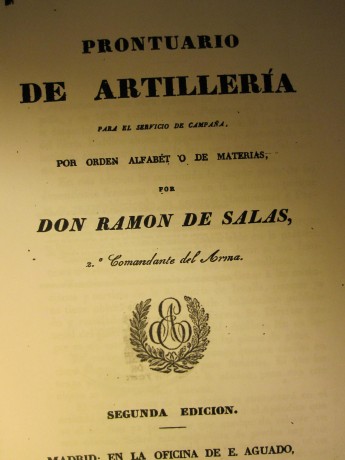 PRONTUARIO
DE ARTILLERÍA
PARA EL SERVICIO DE CAMPAÑA,
POR ORDEN ALFABÉT O DE MATERIAS,
POR
DON RAMON DE SALAS,
2.º Comandante del Arma.
SEGUNDA EDICION.
MADRID: EN LA OFICINA DE E. AGUADO,